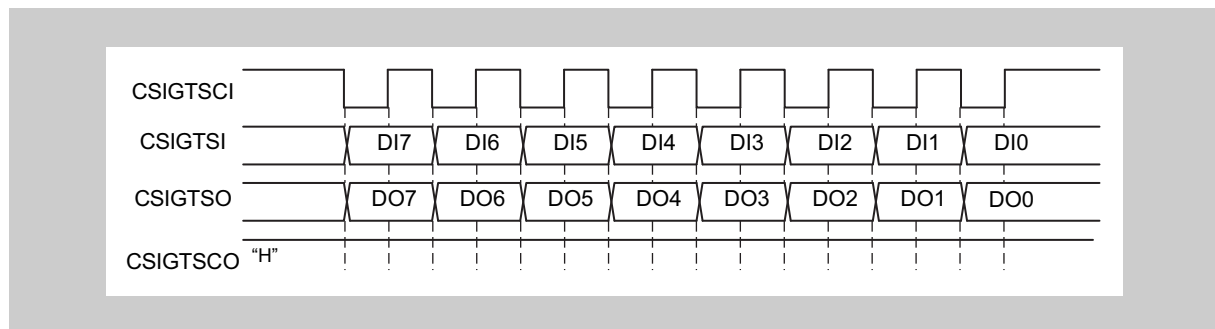 CSIGTSCI
CSIGTSI DI7 DI6 DI5 DI4 DI3 DI2 DI1 DI0
CSIGTSO DO7 DO6 DO5 DO4 DO3 DO2 DO1 DO0
CSIGTSCO “H”